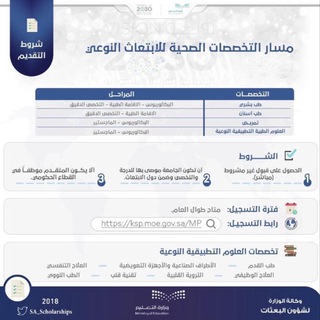 شروط
التقديم
2030
مسار التخصصات الصحية للابتعاث النوعي
التخصصات
المراحل
طب بشري
البكالوريوس - الاقامة الطبية - التخصص الدقيق
طب أسنان
الاقامة الطبية - التخصص الدقيق
تمريض
البكالوريوس - الماجستير
العلوم الطبية التطبيقية النوعية
البكالوريوس - الماجستير
الشروط
1 الحصول على قبول غير مشروط (مباشر).
2 أن تكون الجامعة موصى بها للدرجة والتخصص وضمن دول الابتعاث.
3 ألا يكون المتقدم موظفاً في القطاع الحكومي.
فترة التسجيل: متاح طوال العام.
رابط التسجيل: https://ksp.moe.gov.sa/MP
تخصصات العلوم التطبيقية النوعية
طب القدم - الأطراف الصناعية والأجهزة التعويضية - العلاج التنفسي
العلاج الوظيفي - التروية القلبية - تقنية قلب - الطب النووي
2018
SA_Scholarships
وزارة التعليم
Ministry of Education
وكالة الوزارة
لشؤون البعثات